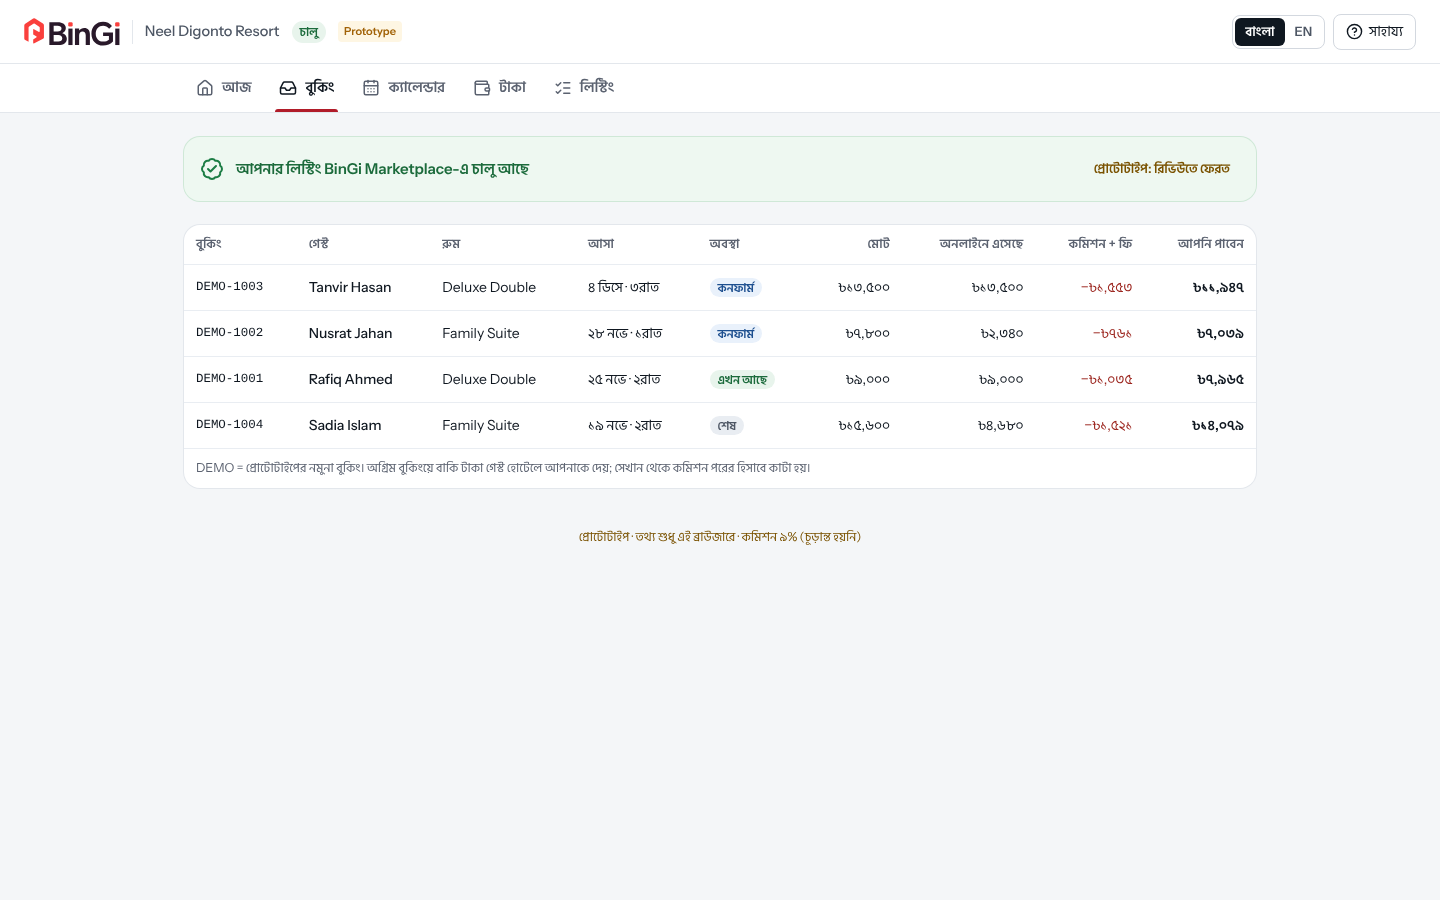 BinGi Neel Digonto Resort চালু Prototype বাংলা EN সাহায্য
আজ বুকিং ক্যালেন্ডার টাকা লিস্টিং
আপনার লিস্টিং BinGi Marketplace-এ চালু আছে প্রোটোটাইপ: রিভিউতে ফেরত
বুকিং গেস্ট রুম আসা অবস্থা মোট অনলাইনে এসেছে কমিশন + ফি আপনি পাবেন
DEMO-1003 Tanvir Hasan Deluxe Double ৪ ডিসে · ৩রাত কনফার্ম ৳১৩,৫০০ ৳১৩,৫০০ −৳১,৫৫৩ ৳১১,৯৪৭
DEMO-1002 Nusrat Jahan Family Suite ২৮ নভে · ১রাত কনফার্ম ৳৭,৮০০ ৳২,৩৪০ −৳৭৬১ ৳৭,০৩৯
DEMO-1001 Rafiq Ahmed Deluxe Double ২৫ নভে · ২রাত এখন আছে ৳৯,০০০ ৳৯,০০০ −৳১,০৩৫ ৳৭,৯৬৫
DEMO-1004 Sadia Islam Family Suite ১৯ নভে · ২রাত শেষ ৳১৫,৬০০ ৳৪,৬৮০ −৳১,৫২১ ৳১৪,০৭৯
DEMO = প্রোটোটাইপের নমুনা বুকিং। অগ্রিম বুকিংয়ে বাকি টাকা গেস্ট হোটেলে আপনাকে দেয়; সেখান থেকে কমিশন পরের হিসাবে কাটা হয়।
প্রোটোটাইপ · তথ্য শুধু এই ব্রাউজারে · কমিশন ৯% (চূড়ান্ত হয়নি)